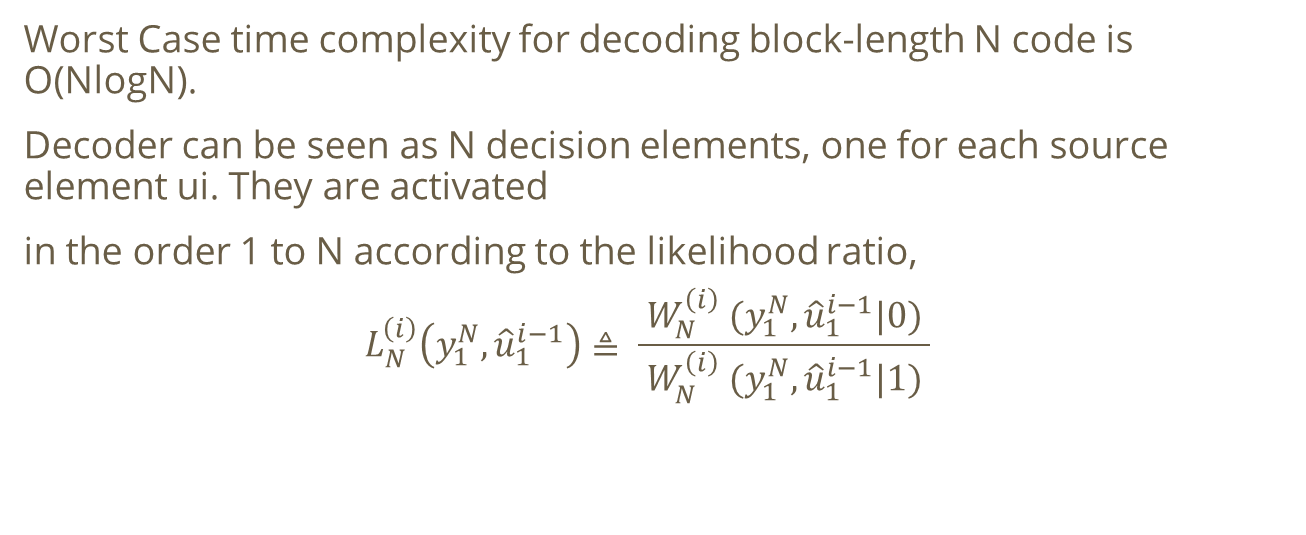 Worst Case time complexity for decoding block-length N code is
O(NlogN).
Decoder can be seen as N decision elements, one for each source
element ui. They are activated
in the order 1 to N according to the likelihood ratio,
L_N^{(i)}(y_1^N, û_1^{i−1}) ≜ \frac{W_N^{(i)} (y_1^N, û_1^{i−1}|0)}{W_N^{(i)} (y_1^N, û_1^{i−1}|1)}